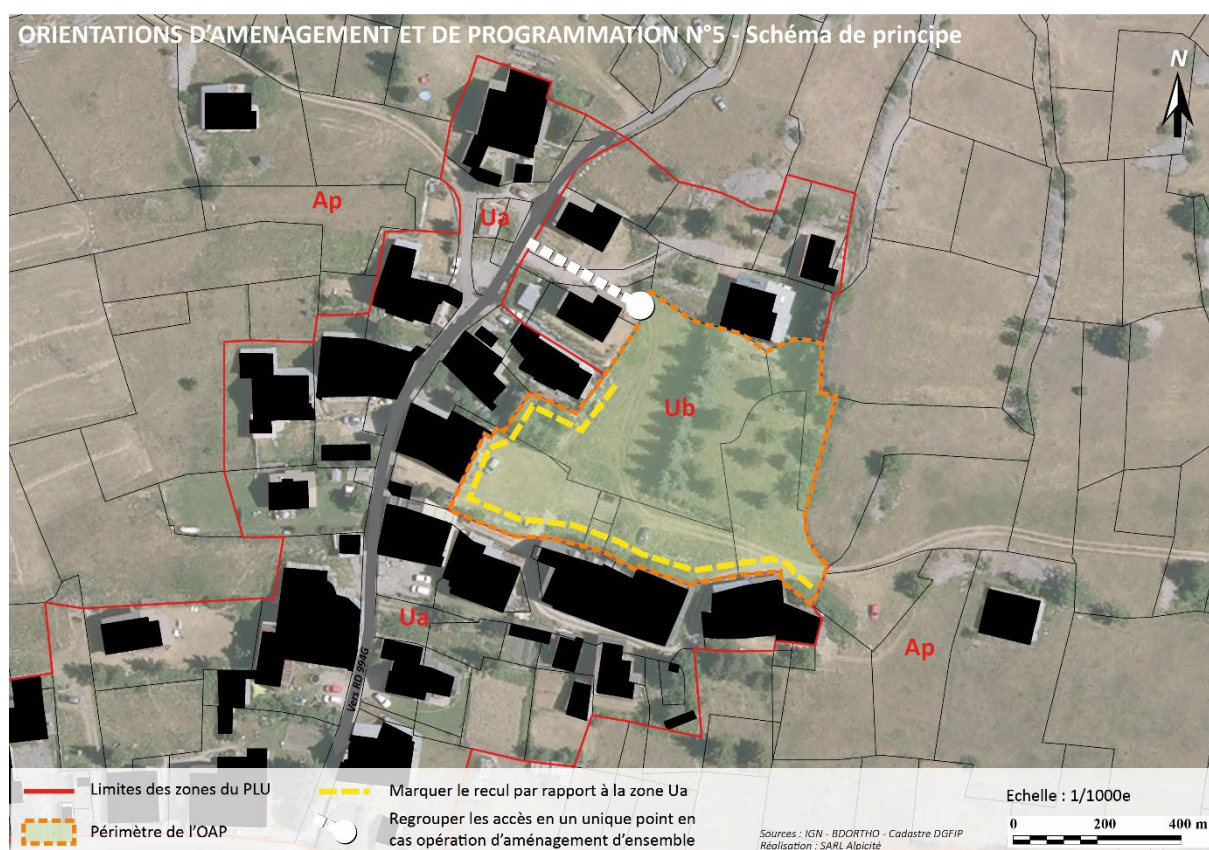 ORIENTATIONS D'AMENAGEMENT ET DE PROGRAMMATION N°5 - Schéma de principe
N
Ap
Ua
Ub
Ua
Ap
Vers RD 994G
Limites des zones du PLU
Périmètre de l'OAP
Marquer le recul par rapport à la zone Ua
Regrouper les accès en un unique point en
cas opération d'aménagement d'ensemble
Sources : IGN - BDORTHO - Cadastre DGFIP
Réalisation : SARL Alpicité
Echelle : 1/1000e
0 200 400 m